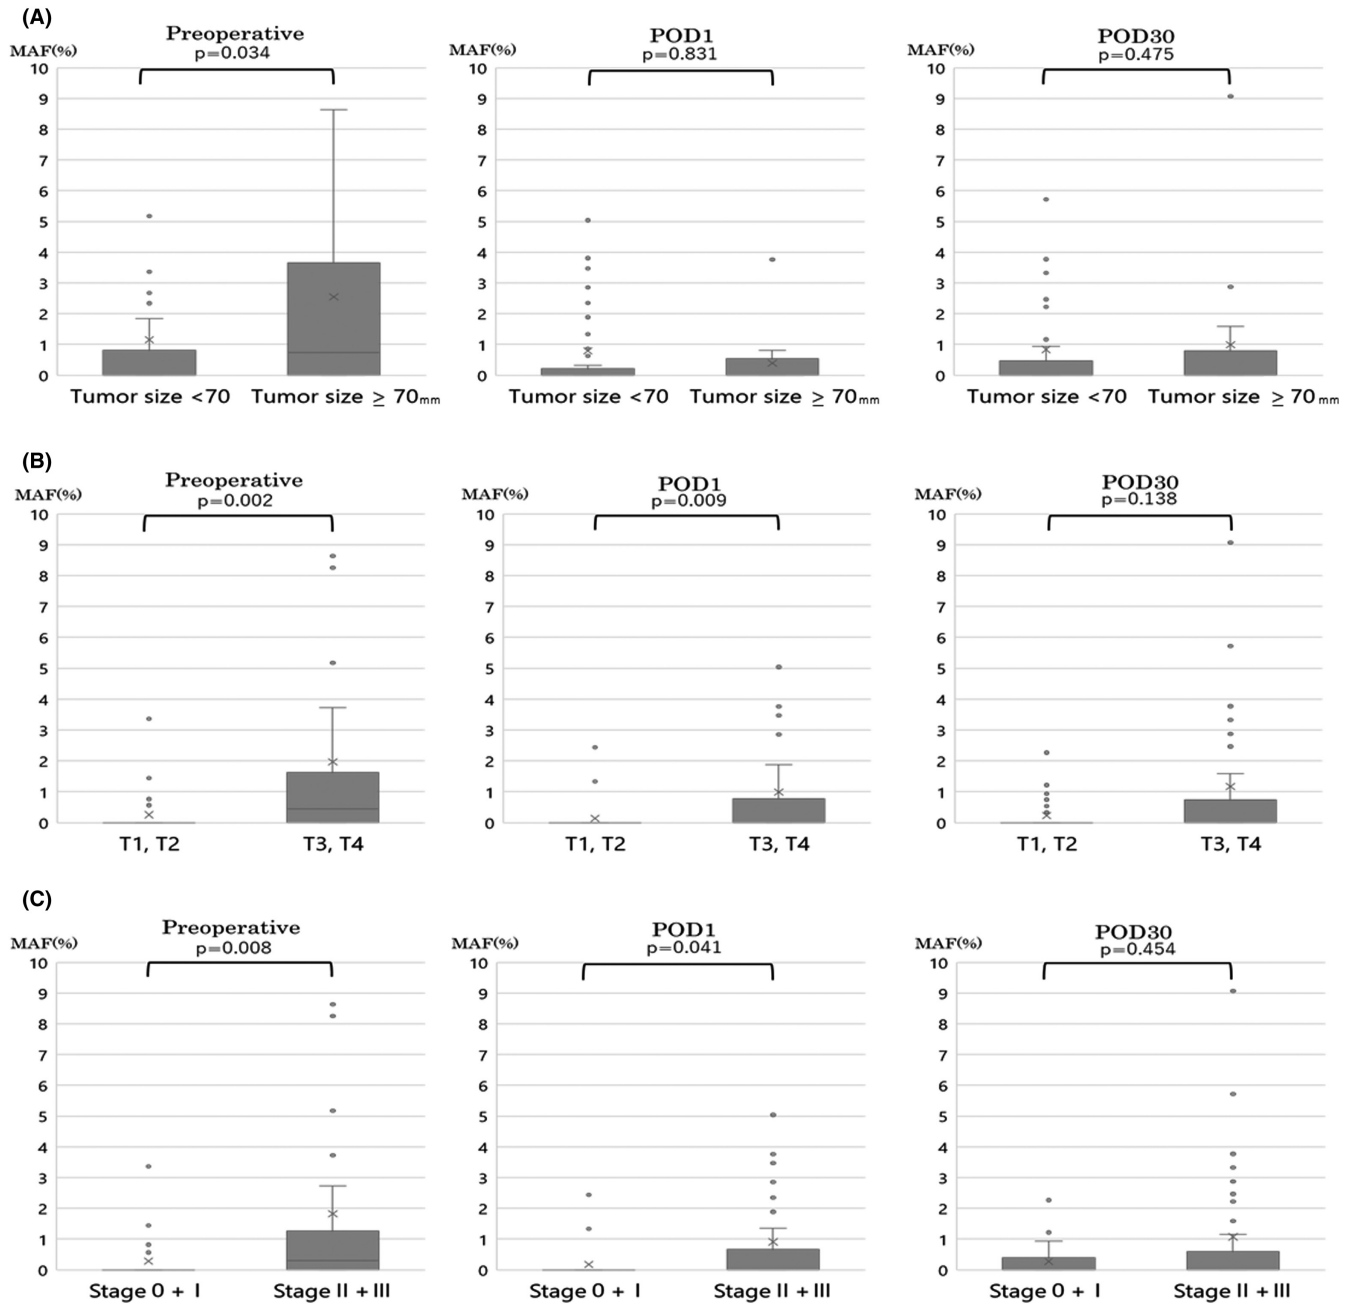 (A)
Preoperative POD1 POD30
MAF(%) p=0.034 MAF(%) p=0.831 MAF(%) p=0.475
10 10 10
9 9 9
8 8 8
7 7 7
6 6 6
5 5 5
4 4 4
3 3 3
2 2 2
1 1 1
0 0 0
Tumor size <70 Tumor size ≥ 70mm Tumor size <70 Tumor size ≥ 70mm Tumor size <70 Tumor size ≥ 70mm
(B)
Preoperative POD1 POD30
MAF(%) p=0.002 MAF(%) p=0.009 MAF(%) p=0.138
10 10 10
9 9 9
8 8 8
7 7 7
6 6 6
5 5 5
4 4 4
3 3 3
2 2 2
1 1 1
0 0 0
T1, T2 T3, T4 T1, T2 T3, T4 T1, T2 T3, T4
(C)
Preoperative POD1 POD30
MAF(%) p=0.008 MAF(%) p=0.041 MAF(%) p=0.454
10 10 10
9 9 9
8 8 8
7 7 7
6 6 6
5 5 5
4 4 4
3 3 3
2 2 2
1 1 1
0 0 0
Stage 0 + I Stage II + III Stage 0 + I Stage II + III Stage 0 + I Stage II + III